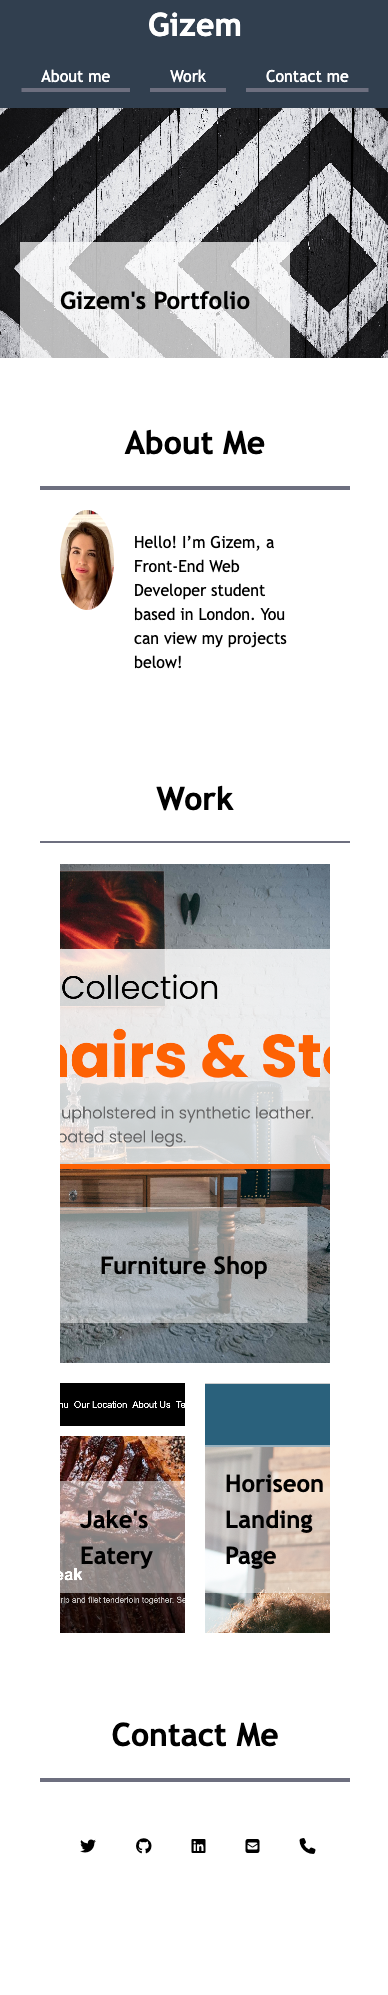 Gizem
About me Work Contact me
Gizem's Portfolio
About Me
Hello! I’m Gizem, a
Front-End Web
Developer student
based in London. You
can view my projects
below!
Work
Collection
airs & St
upholstered in synthetic leather.
oated steel legs.
Furniture Shop
nu Our Location About Us Te
Jake's
Eatery
eak
rip and filet tenderloin together. Se
Horiseon
Landing
Page
Contact Me